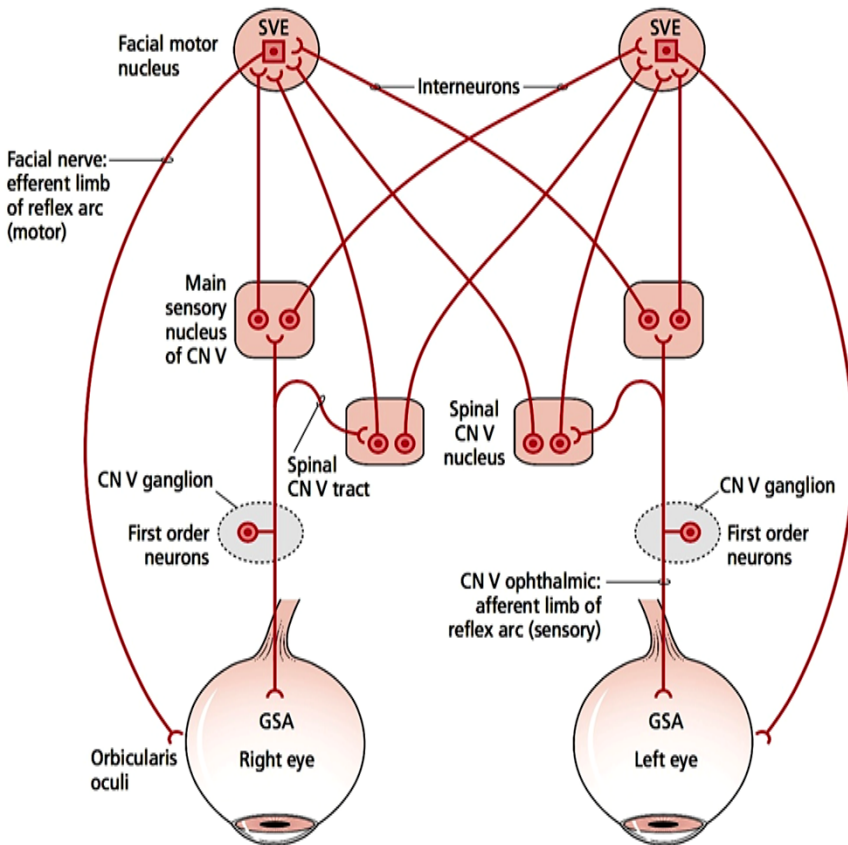 SVE
SVE
Facial motor
nucleus
Interneurons
Facial nerve:
efferent limb
of reflex arc
(motor)
Main
sensory
nucleus
of CN V
Spinal
CN V
nucleus
Spinal
CN V tract
CN V ganglion
CN V ganglion
First order
neurons
First order
neurons
CN V ophthalmic:
afferent limb of
reflex arc (sensory)
GSA
GSA
Right eye
Left eye
Orbicularis
oculi